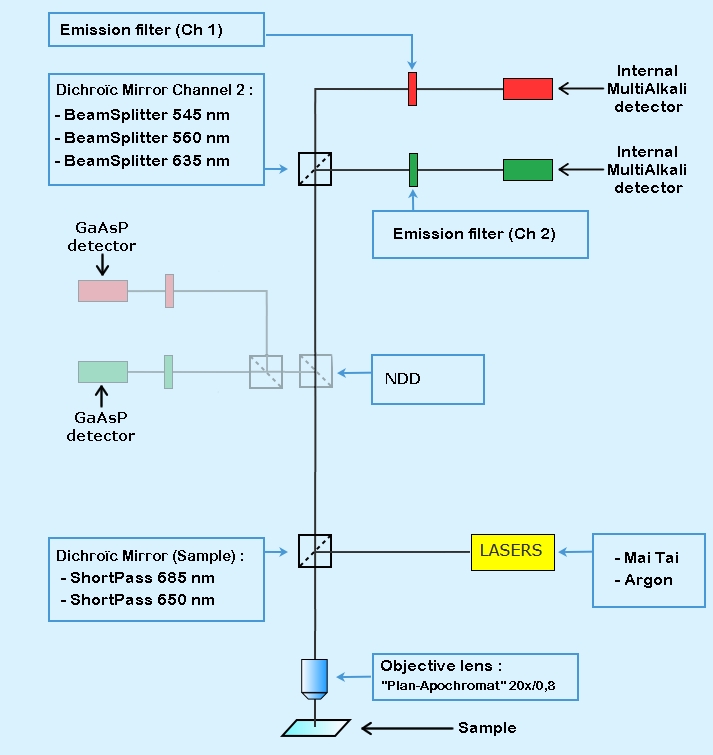 Emission filter (Ch 1)
Dichroïc Mirror Channel 2 :
- BeamSplitter 545 nm
- BeamSplitter 560 nm
- BeamSplitter 635 nm
Internal
MultiAlkali
detector
Internal
MultiAlkali
detector
Emission filter (Ch 2)
GaAsP
detector
NDD
GaAsP
detector
Dichroïc Mirror (Sample) :
- ShortPass 685 nm
- ShortPass 650 nm
LASERS
- Mai Tai
- Argon
Objective lens :
"Plan-Apochromat" 20x/0,8
Sample